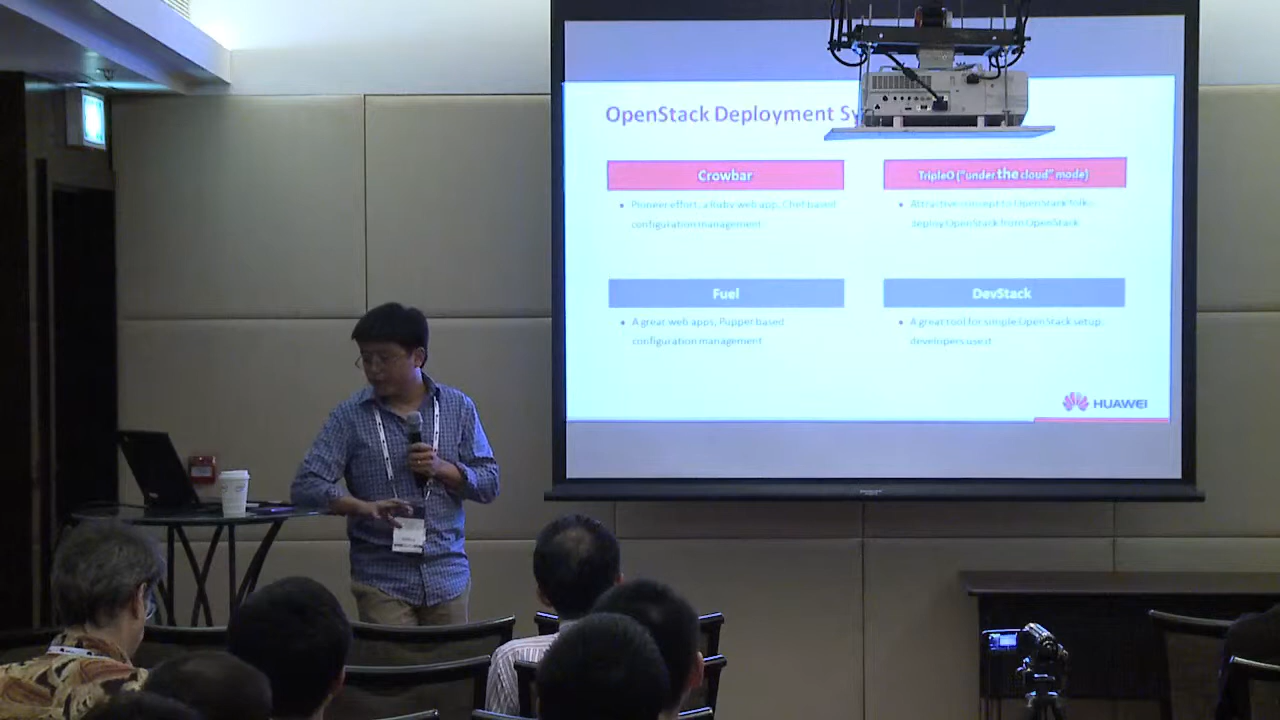 OpenStack Deployment Sy
Crowbar
Pioneer effort, a Ruby web app, Chef based
configuration management
TripleO ("under the cloud" mode)
Attractive concept to OpenStack folks,
deploy OpenStack from OpenStack
Fuel
A great web apps, Pupper based
configuration management
DevStack
A great tool for simple OpenStack setup,
developers use it
HUAWEI